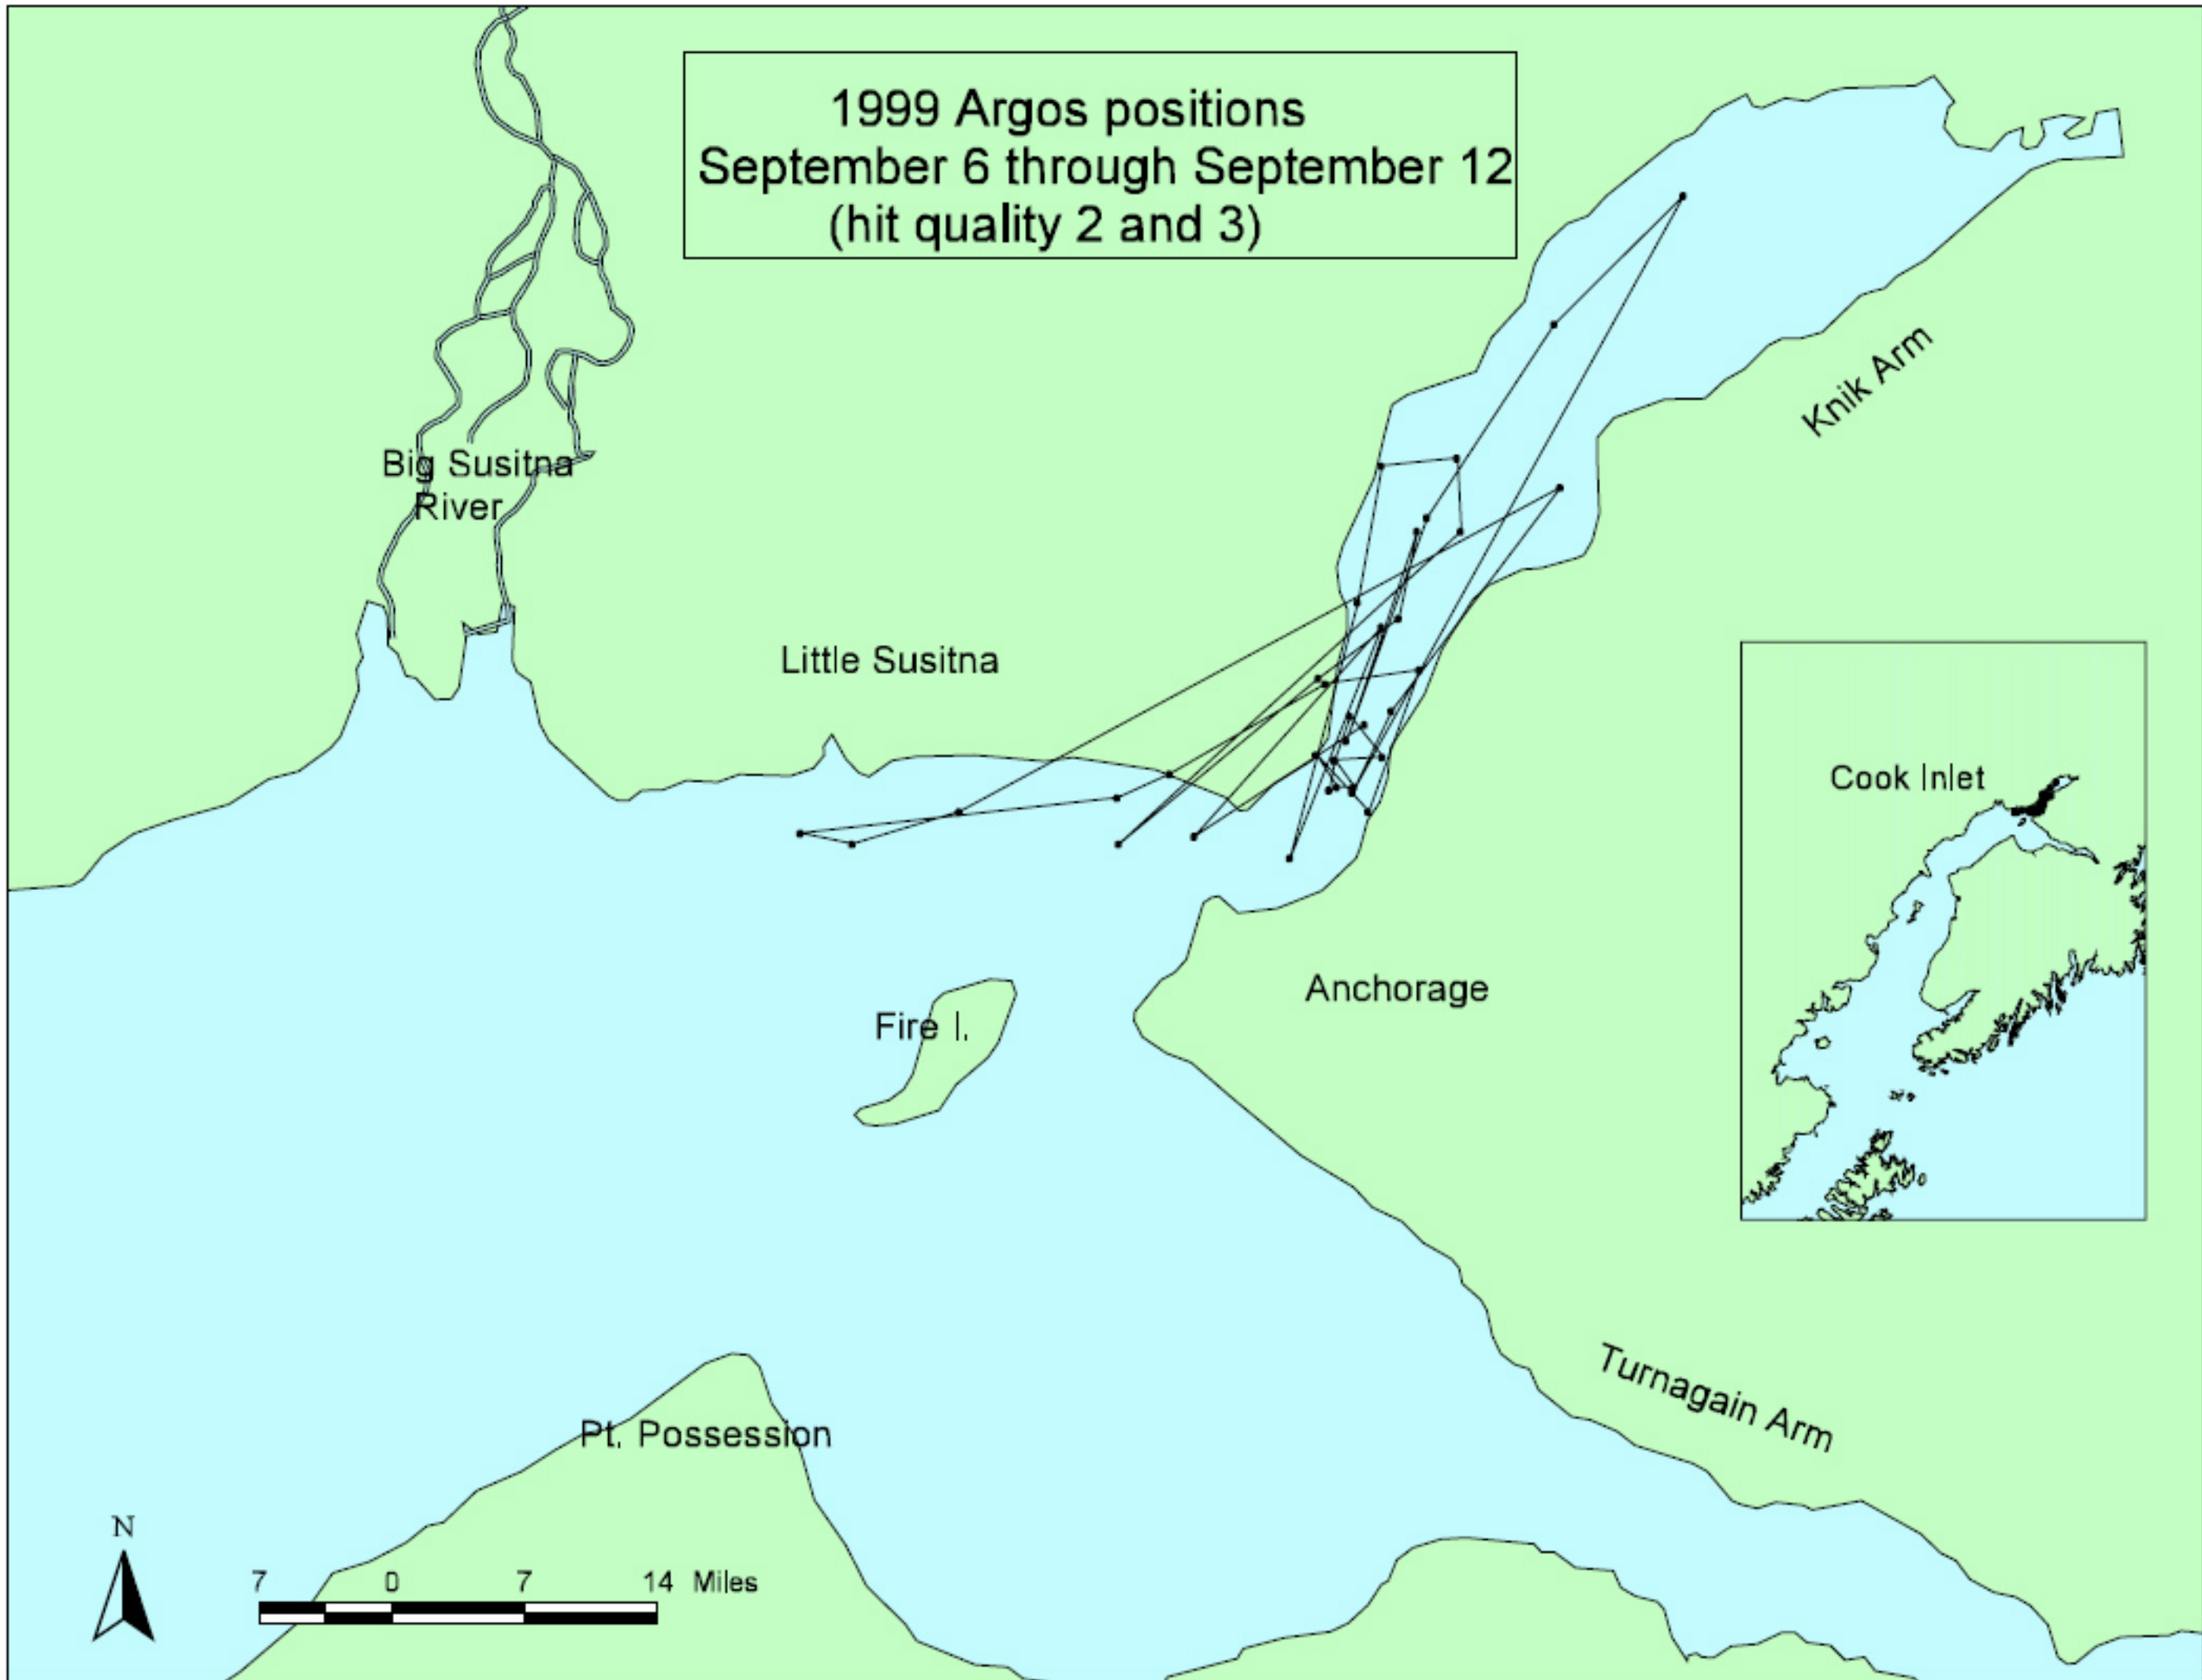 1999 Argos positions
September 6 through September 12
(hit quality 2 and 3)
Knik Arm
Big Susitna
River
Little Susitna
Cook Inlet
Anchorage
Fire I.
Turnagain Arm
Pt. Possession
N
7 0 7 14 Miles